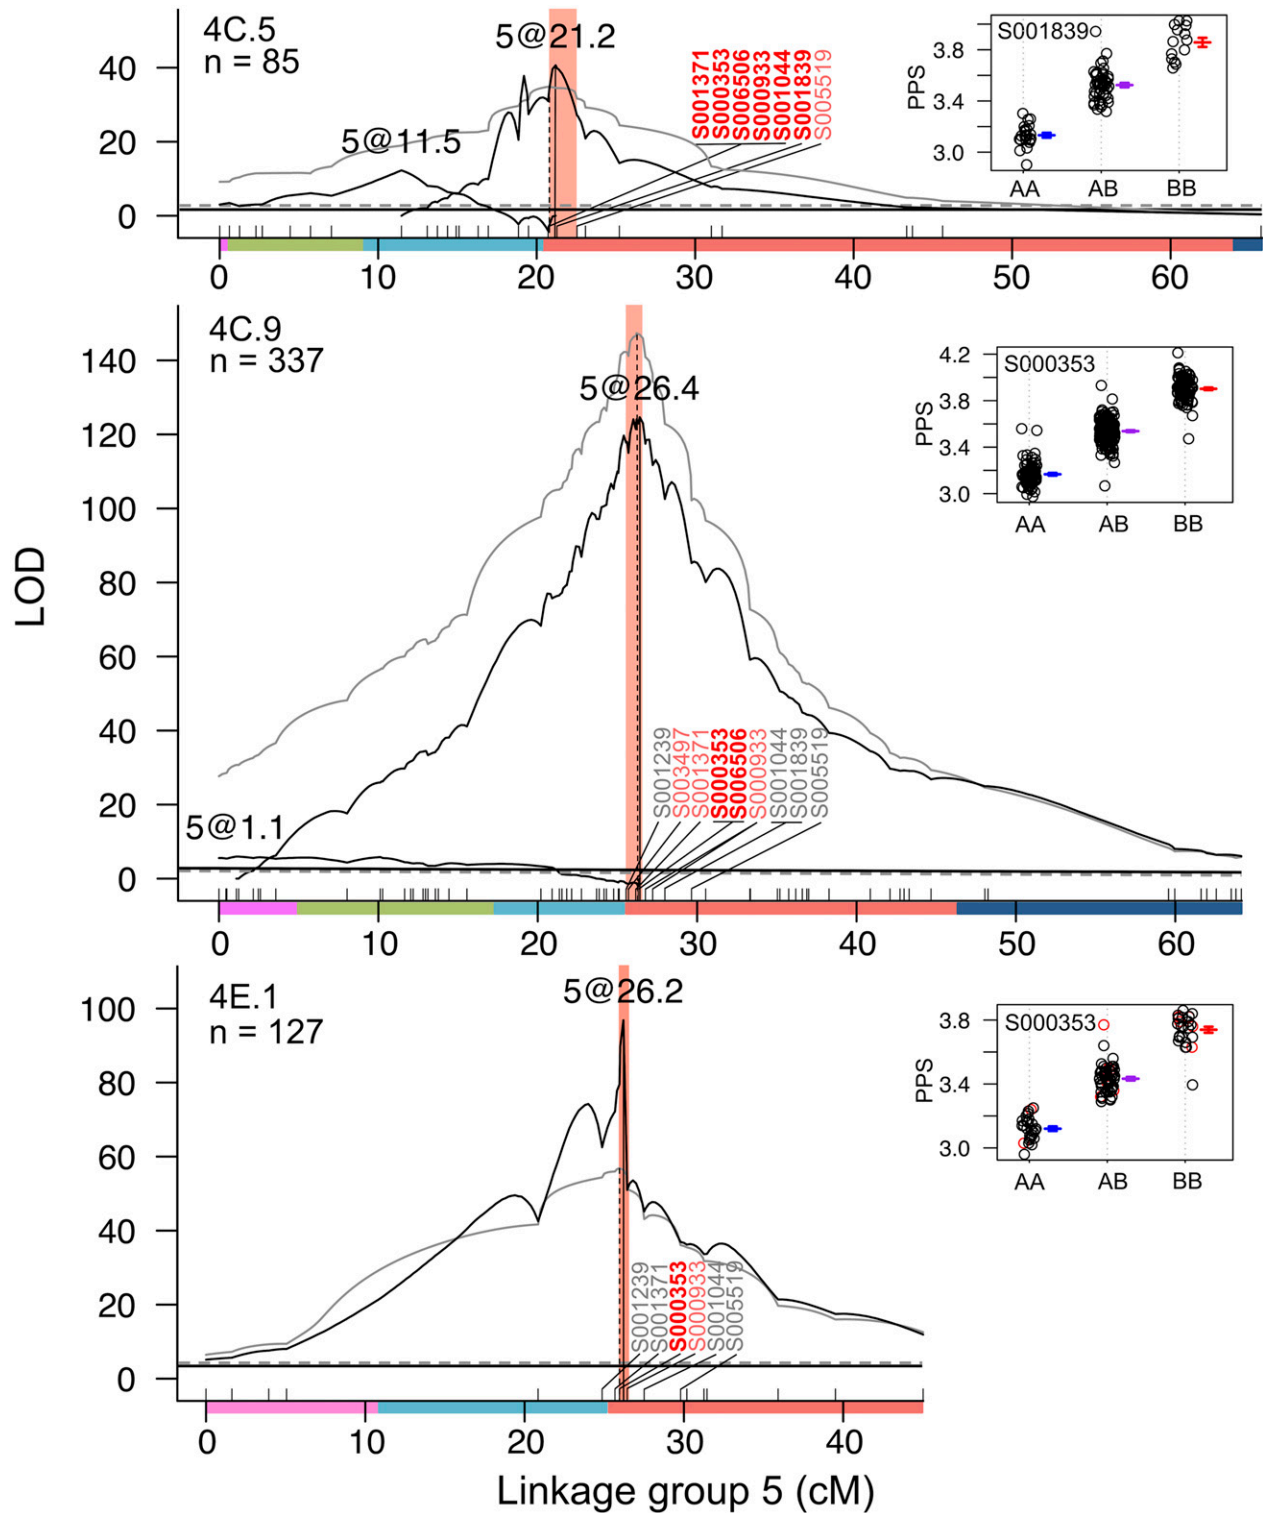 4C.5
n = 85
5@21.2
5@11.5
S001371
S000353
S006506
S000933
S001044
S001839
S005519
40
20
0
0 10 20 30 40 50 60
S001839
PPS
3.8
3.4
3.0
AA AB BB
4C.9
n = 337
5@26.4
5@1.1
S001239
S003497
S001371
S000353
S006506
S000933
S001044
S001839
S005519
LOD
140
120
100
80
60
40
20
0
0 10 20 30 40 50 60
S000353
PPS
4.2
3.8
3.4
3.0
AA AB BB
4E.1
n = 127
5@26.2
S001239
S001371
S000353
S000933
S001044
S005519
100
80
60
40
20
0
0 10 20 30 40
S000353
PPS
3.8
3.4
3.0
AA AB BB
Linkage group 5 (cM)